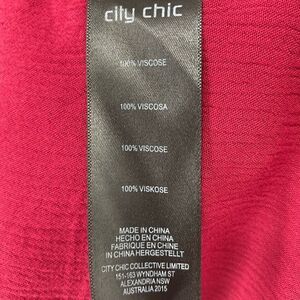 city chic
100% VISCOSE
100% VISCOSA
100% VISCOSE
100% VISKOSE
MADE IN CHINA
HECHO EN CHINA
FABRIQUE EN CHINE
IN CHINA HERGESTELLT
CITY CHIC COLLECTIVE LIMITED
151-163 WYNDHAM ST
ALEXANDRIA NSW
AUSTRALIA 2015